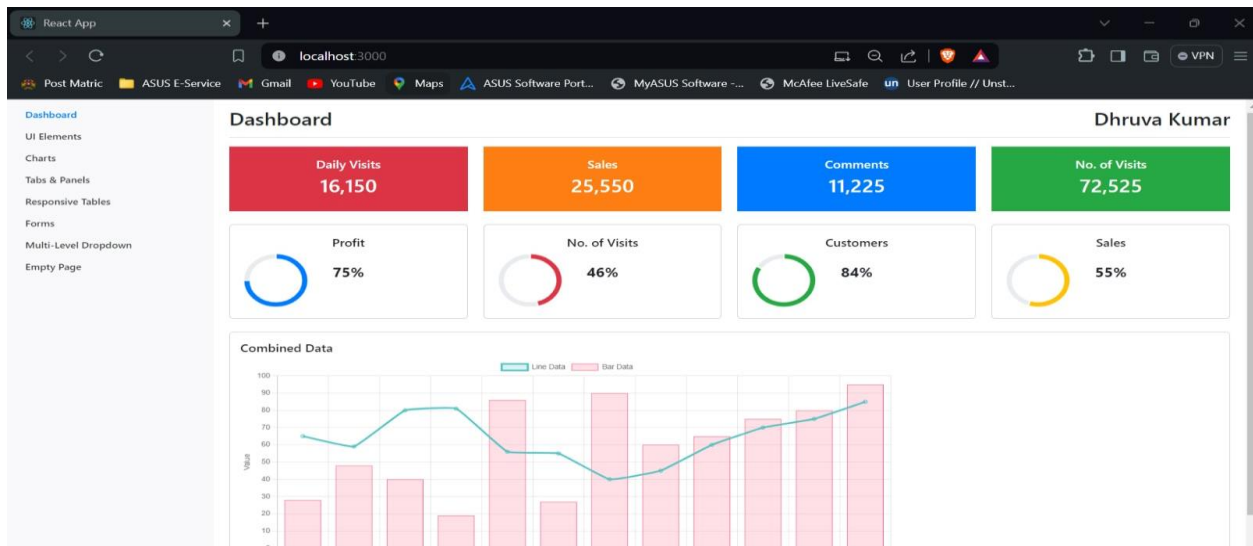 React App
localhost:3000
VPN
Post Matric ASUS E-Service Gmail YouTube Maps ASUS Software Port... MyASUS Software -... McAfee LiveSafe un User Profile // Unst...
Dashboard
UI Elements
Charts
Tabs & Panels
Responsive Tables
Forms
Multi-Level Dropdown
Empty Page
Dashboard Dhruva Kumar
Daily Visits
16,150
Sales
25,550
Comments
11,225
No. of Visits
72,525
Profit
75%
No. of Visits
46%
Customers
84%
Sales
55%
Combined Data
Line Data Bar Data
Value
100
90
80
70
60
50
40
30
20
10